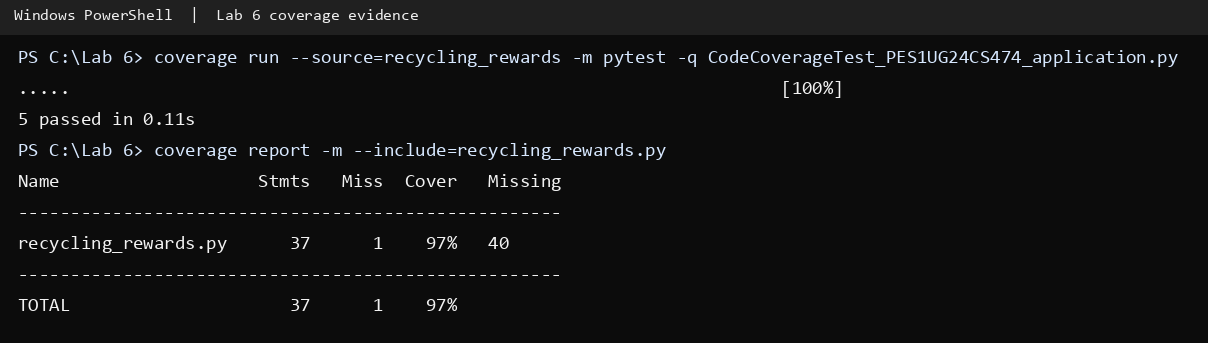 Windows PowerShell | Lab 6 coverage evidence
PS C:\Lab 6> coverage run --source=recycling_rewards -m pytest -q CodeCoverageTest_PES1UG24CS474_application.py
..... [100%]
5 passed in 0.11s
PS C:\Lab 6> coverage report -m --include=recycling_rewards.py
Name Stmts Miss Cover Missing
----------------------------------------------------
recycling_rewards.py 37 1 97% 40
----------------------------------------------------
TOTAL 37 1 97%